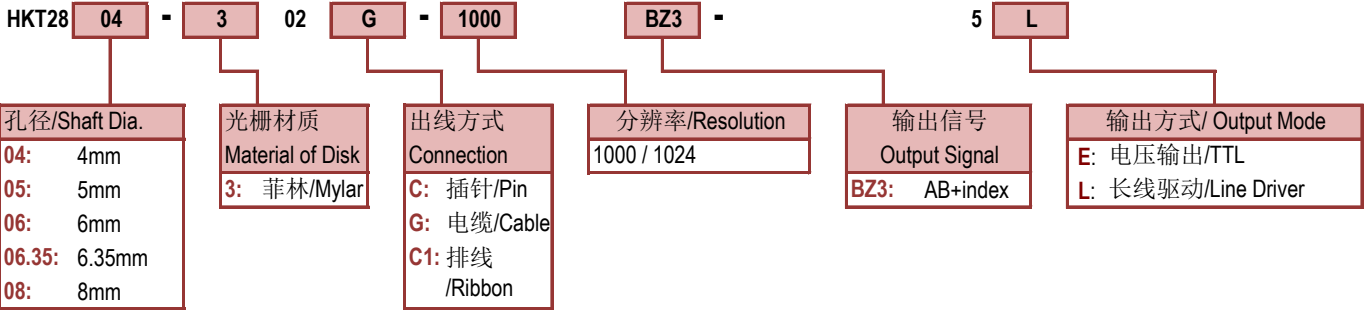 HKT28 04 - 3 02 G - 1000 BZ3 - 5 L
孔径/Shaft Dia.
04: 4mm
05: 5mm
06: 6mm
06.35: 6.35mm
08: 8mm
光栅材质
Material of Disk
3: 菲林/Mylar
出线方式
Connection
C: 插针/Pin
G: 电缆/Cable
C1: 排线
/Ribbon
分辨率/Resolution
1000 / 1024
输出信号
Output Signal
BZ3: AB+index
输出方式/ Output Mode
E: 电压输出/TTL
L: 长线驱动/Line Driver